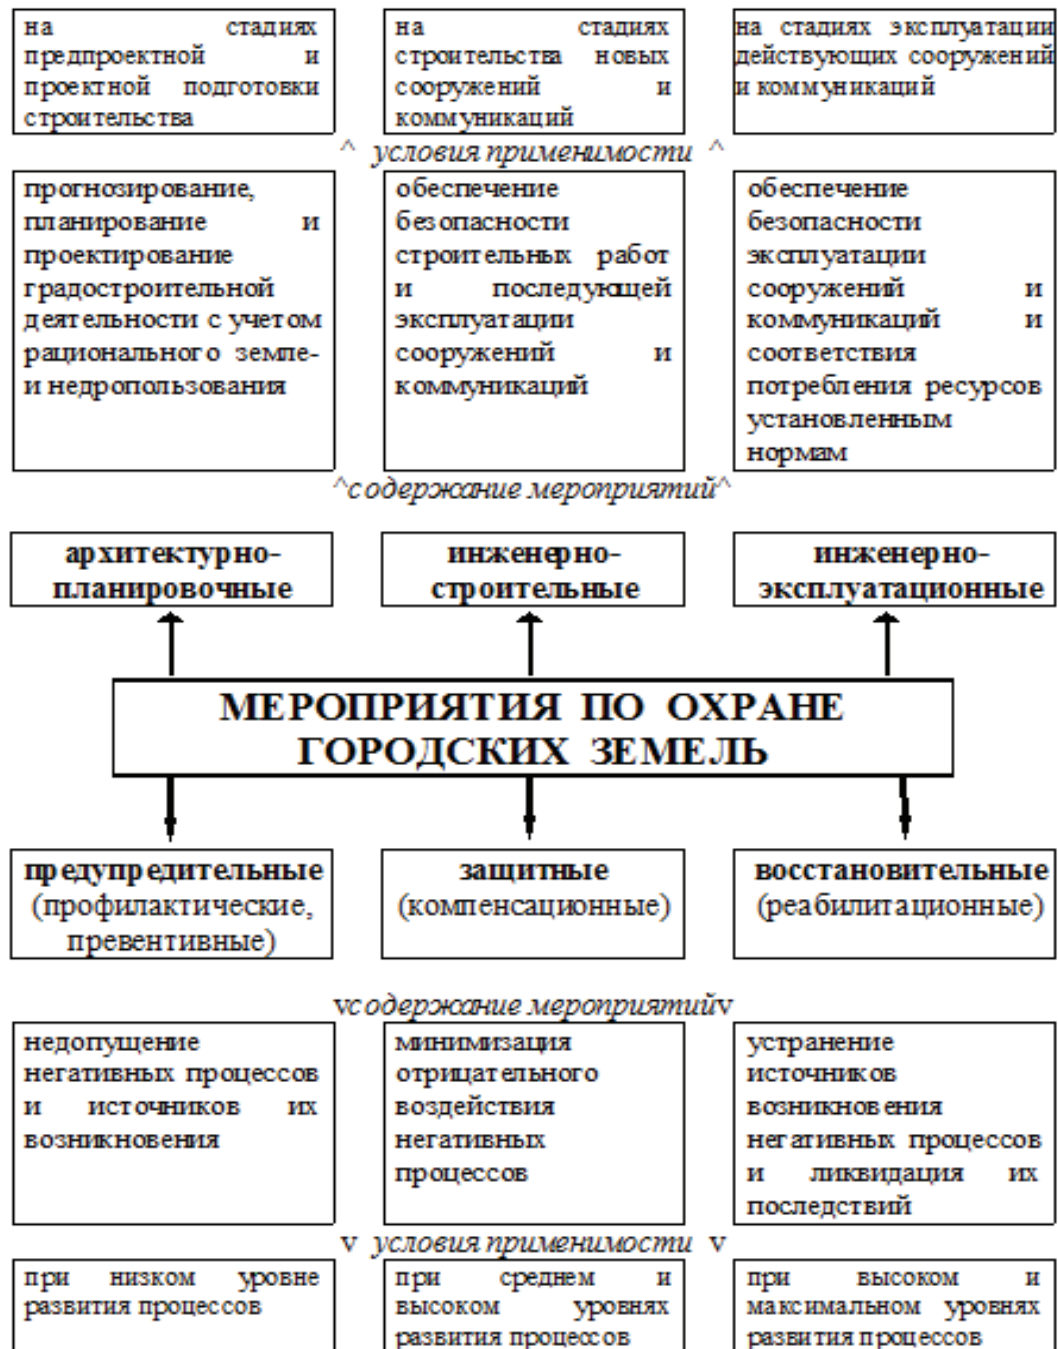 на стадиях
предпроектной и
проектной подготовки
строительства
на стадиях
строительства новых
сооружений и
коммуникаций
на стадиях эксплуатации
действующих сооружений
и коммуникаций
^ условия применимости ^
прогнозирование,
планирование и
проектирование
градостроительной
деятельности с учетом
рационального земле-
и недропользования
обеспечение
безопасности
строительных работ
и последующей
эксплуатации
сооружений и
коммуникаций
обеспечение
безопасности
эксплуатации
сооружений и
коммуникаций и
соответствия
потребления ресурсов
установленным
нормам
^содержание мероприятий^
архитектурно-
планировочные
инженерно-
строительные
инженерно-
эксплуатационные
МЕРОПРИЯТИЯ ПО ОХРАНЕ
ГОРОДСКИХ ЗЕМЕЛЬ
предупредительные
(профилактические,
превентивные)
защитные
(компенсационные)
восстановительные
(реабилитационные)
vсодержание мероприятийv
недопущение
негативных процессов
и источников их
возникновения
минимизация
отрицательного
воздействия
негативных
процессов
устранение
источников
возникновения
негативных процессов
и ликвидация их
последствий
v условия применимости v
при низком уровне
развития процессов
при среднем и
высоком уровнях
развития процессов
при высоком и
максимальном уровнях
развития процессов